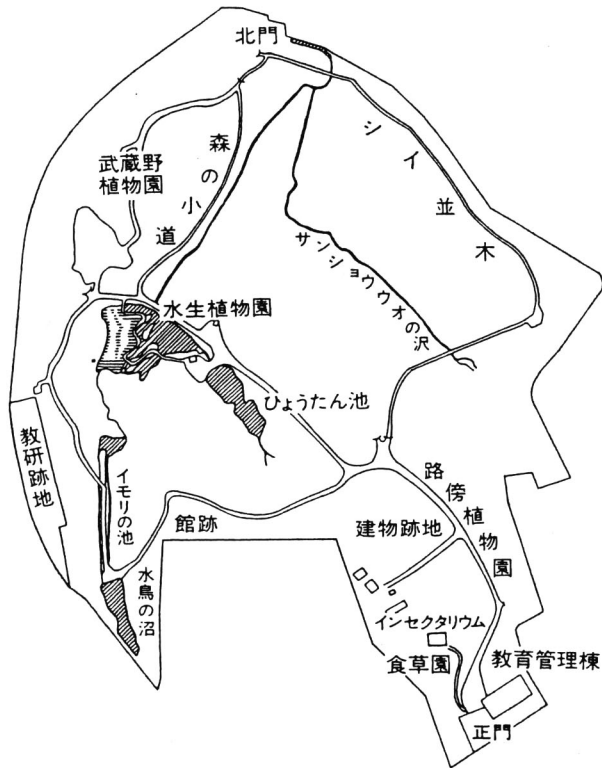 北門
シイ並木
森の小道
武蔵野
植物園
サンショウウオの沢
水生植物園
ひょうたん池
教研跡地
イモリの池
館跡
路傍植物園
建物跡地
水鳥の沼
インセクタリウム
食草園
教育管理棟
正門